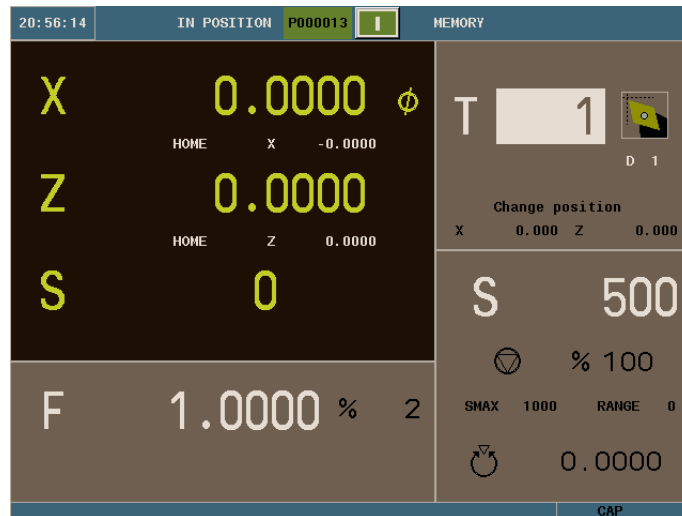 20:56:14 IN POSITION P000013 I MEMORY
X 0.0000 ϕ
HOME X -0.0000
Z 0.0000
HOME Z 0.0000
S 0
F 1.0000 % 2
T 1
D 1
Change position
X 0.000 Z 0.000
S 500
% 100
SMAX 1000 RANGE 0
0.0000
CAP